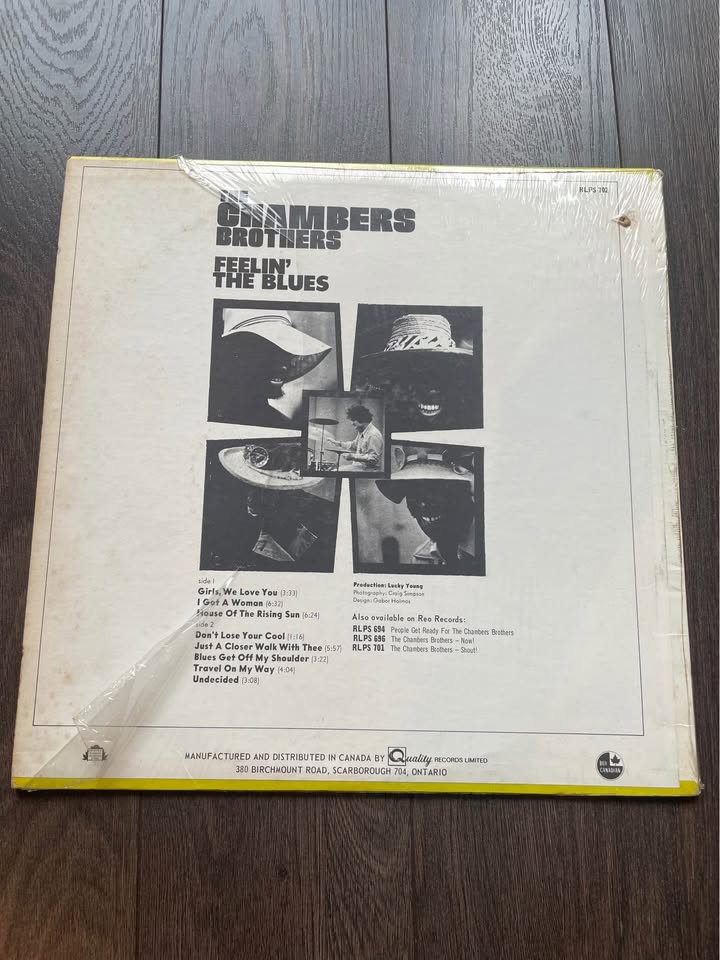 RLPS 702
THE
CHAMBERS
BROTHERS
FEELIN'
THE BLUES
side 1
Girls, We Love You (3:33)
I Got A Woman (6:32)
House Of The Rising Sun (6:24)
side 2
Don't Lose Your Cool (1:16)
Just A Closer Walk With Thee (5:57)
Blues Get Off My Shoulder (3:22)
Travel On My Way (4:04)
Undecided (3:08)
Production: Lucky Young
Photography: Craig Simpson
Design: Gabor Halmos
Also available on Reo Records:
RLPS 694 People Get Ready For The Chambers Brothers
RLPS 696 The Chambers Brothers – Now!
RLPS 701 The Chambers Brothers – Shout!
MANUFACTURED AND DISTRIBUTED IN CANADA BY Quality RECORDS LIMITED
380 BIRCHMOUNT ROAD, SCARBOROUGH 704, ONTARIO
CANADIAN